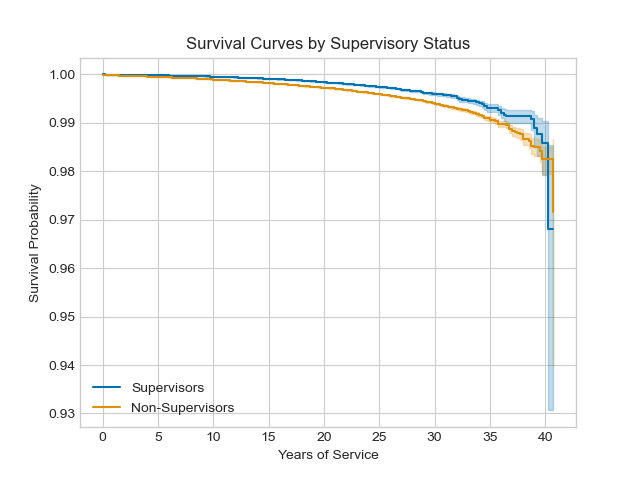 Survival Curves by Supervisory Status
1.00
0.99
0.98
0.97
0.96
0.95
0.94
0.93
Survival Probability
Supervisors
Non-Supervisors
0 5 10 15 20 25 30 35 40
Years of Service